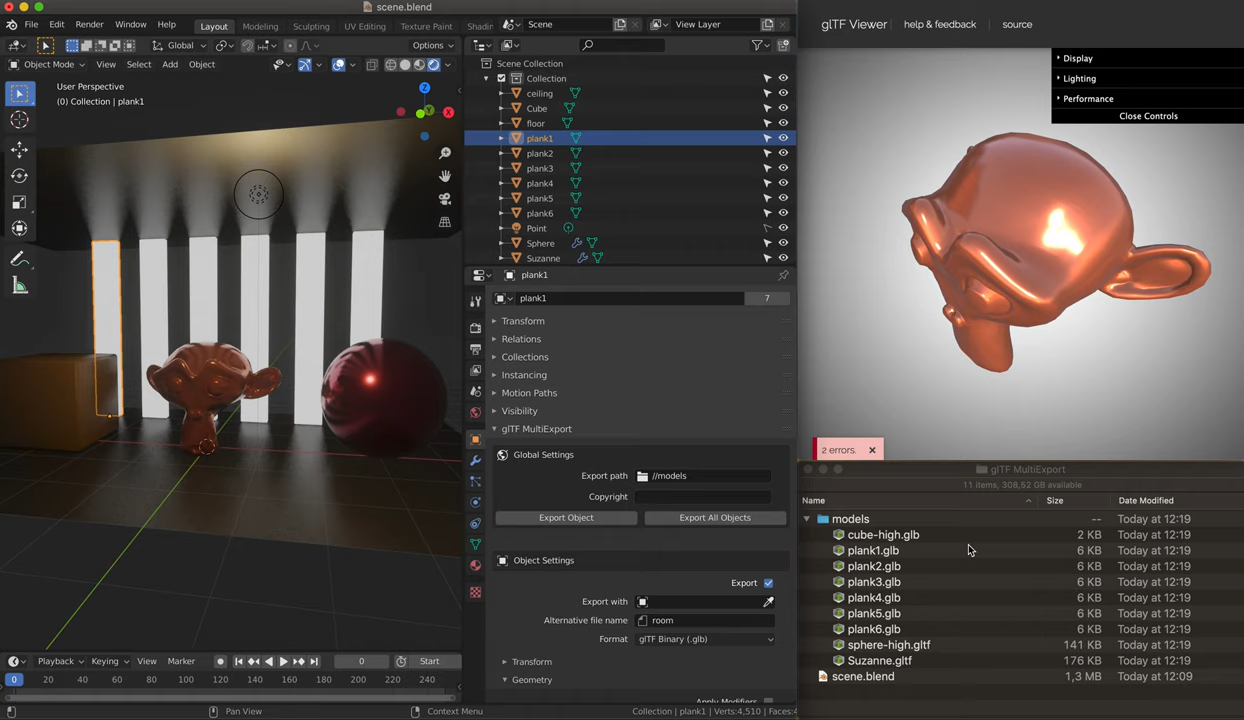 scene.blend
File Edit Render Window Help
Layout Modeling Sculpting UV Editing Texture Paint Shadin
Scene
View Layer
Global
Options
Object Mode View Select Add Object
User Perspective
(0) Collection | plank1
Z
Y
X
Scene Collection
Collection
ceiling
Cube
floor
plank1
plank2
plank3
plank4
plank5
plank6
Point
Sphere
Suzanne
plank1
plank1 7
Transform
Relations
Collections
Instancing
Motion Paths
Visibility
glTF MultiExport
Global Settings
Export path //models
Copyright
Export Object Export All Objects
Object Settings
Export
Export with
Alternative file name room
Format glTF Binary (.glb)
Transform
Geometry
Apply Modifiers
Playback Keying View Marker 0 Start
0 20 40 60 80 100 120 140 160 180 200 220 240
Pan View Context Menu Collection | plank1 | Verts:4,510 | Faces:4
glTF Viewer help & feedback source
Display
Lighting
Performance
Close Controls
2 errors.
glTF MultiExport
11 items, 308,52 GB available
Name Size Date Modified
models -- Today at 12:19
cube-high.glb 2 KB Today at 12:19
plank1.glb 6 KB Today at 12:19
plank2.glb 6 KB Today at 12:19
plank3.glb 6 KB Today at 12:19
plank4.glb 6 KB Today at 12:19
plank5.glb 6 KB Today at 12:19
plank6.glb 6 KB Today at 12:19
sphere-high.gltf 141 KB Today at 12:19
Suzanne.gltf 176 KB Today at 12:19
scene.blend 1,3 MB Today at 12:09